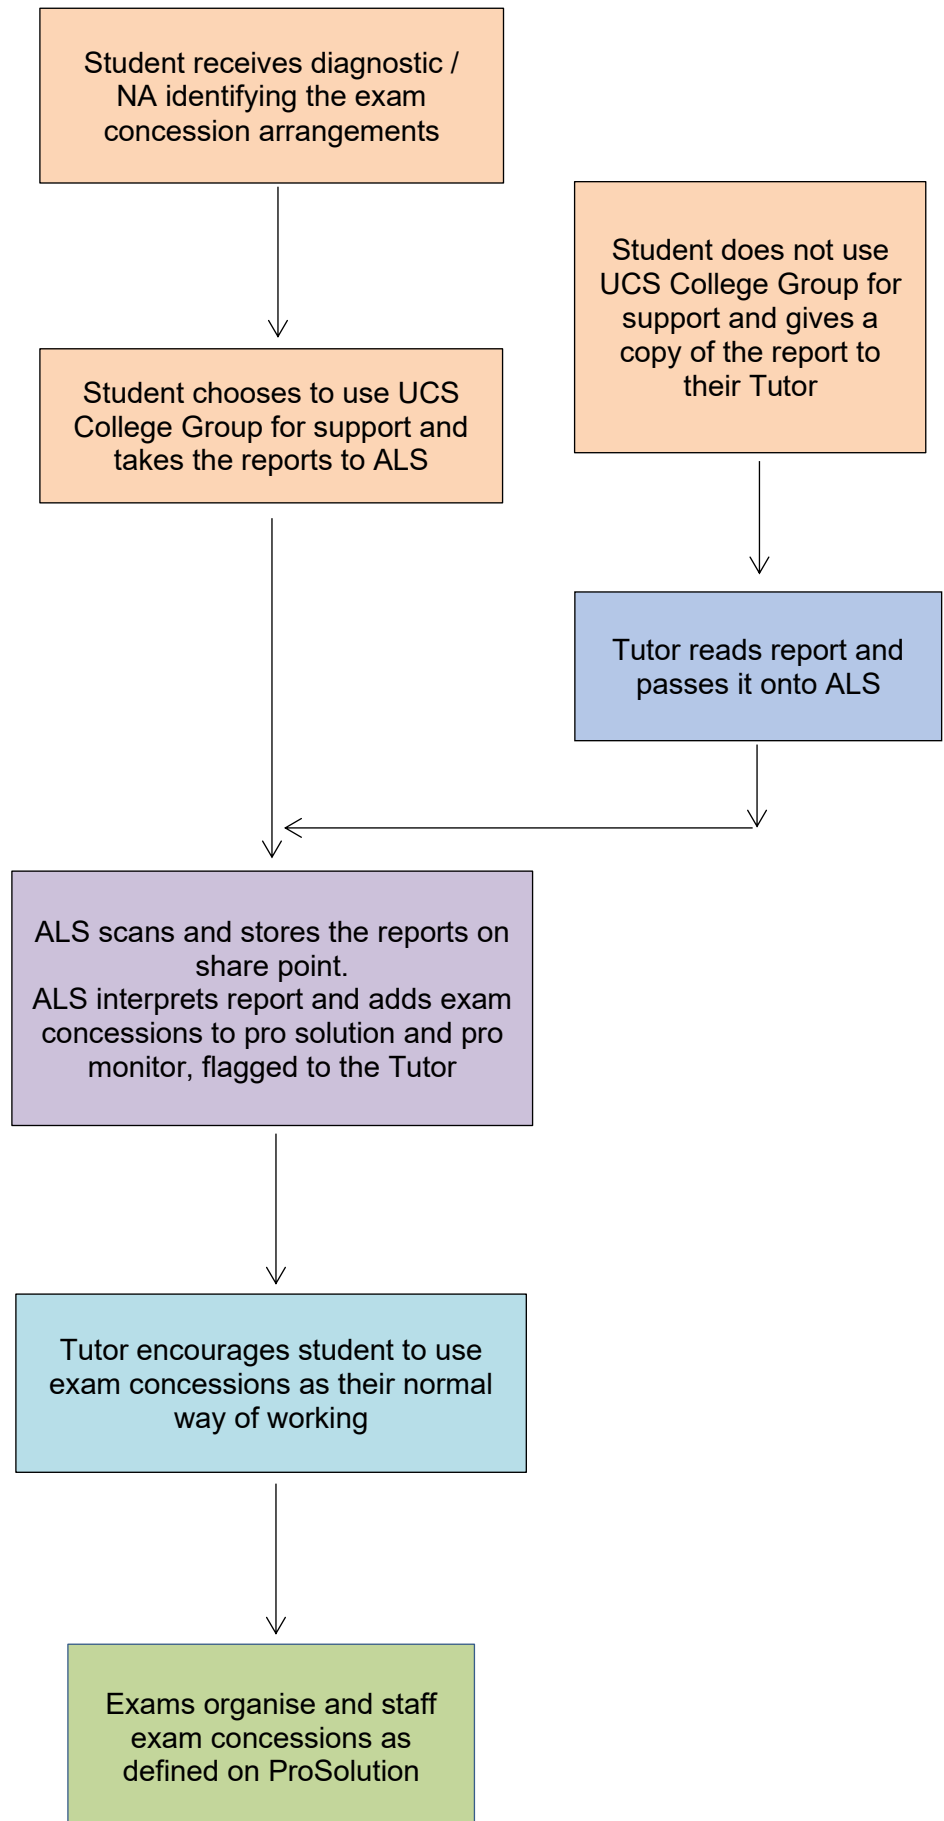 Student receives diagnostic /
NA identifying the exam
concession arrangements
Student does not use
UCS College Group for
support and gives a
copy of the report to
their Tutor
Student chooses to use UCS
College Group for support and
takes the reports to ALS
Tutor reads report and
passes it onto ALS
ALS scans and stores the reports on
share point.
ALS interprets report and adds exam
concessions to pro solution and pro
monitor, flagged to the Tutor
Tutor encourages student to use
exam concessions as their normal
way of working
Exams organise and staff
exam concessions as
defined on ProSolution